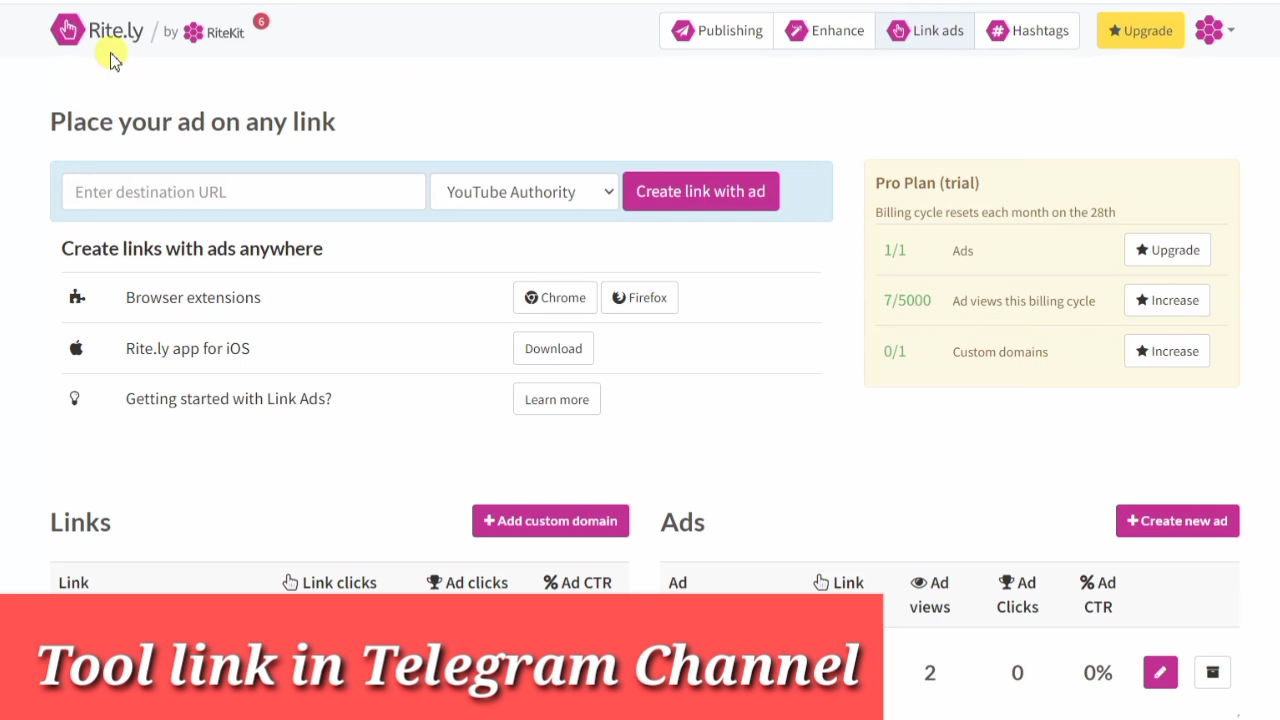 Rite.ly / by RiteKit 6
Publishing Enhance Link ads # Hashtags Upgrade
Place your ad on any link
Enter destination URL YouTube Authority Create link with ad
Pro Plan (trial)
Billing cycle resets each month on the 28th
1/1 Ads Upgrade
7/5000 Ad views this billing cycle Increase
0/1 Custom domains Increase
Create links with ads anywhere
Browser extensions Chrome Firefox
Rite.ly app for iOS Download
Getting started with Link Ads? Learn more
Links + Add custom domain
Link Link clicks Ad clicks % Ad CTR
Ads + Create new ad
Ad Link Ad views Ad Clicks % Ad CTR
2 0 0%
Tool link in Telegram Channel